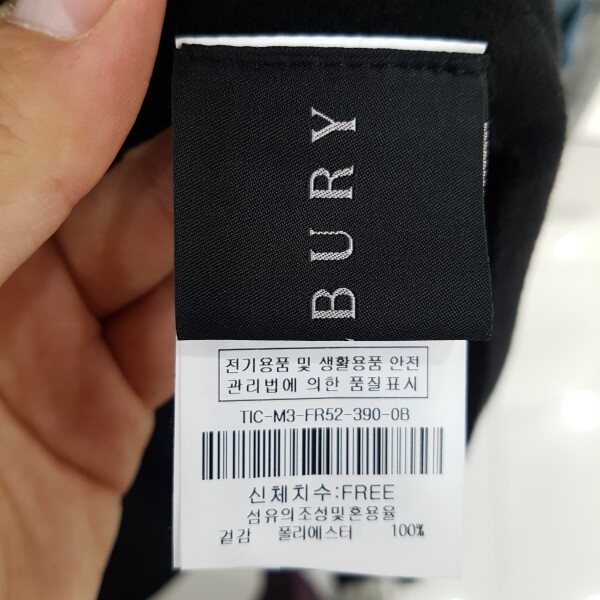 BURY
전기용품 및 생활용품 안전
관리법에 의한 품질표시
TIC-M3-FR52-390-0B
신체치수:FREE
섬유의조성및혼용율
겉감 폴리에스터 100%